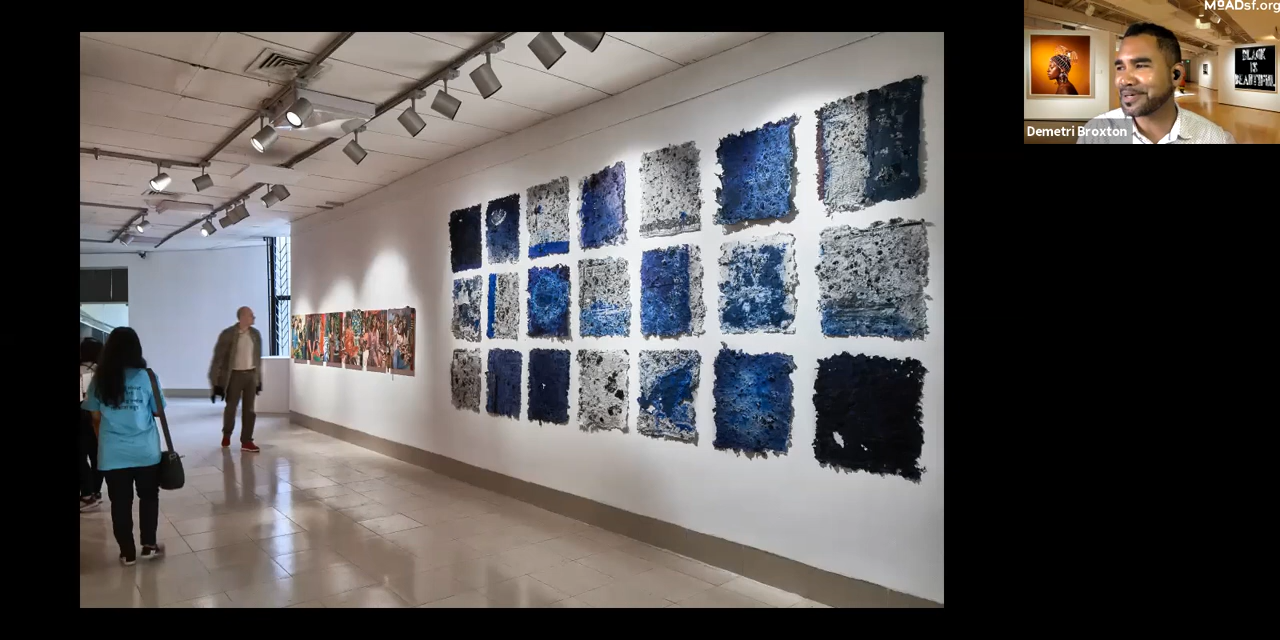 MoADsf.org
BLACK
IS
BEAUTIFUL
Demetri Broxton